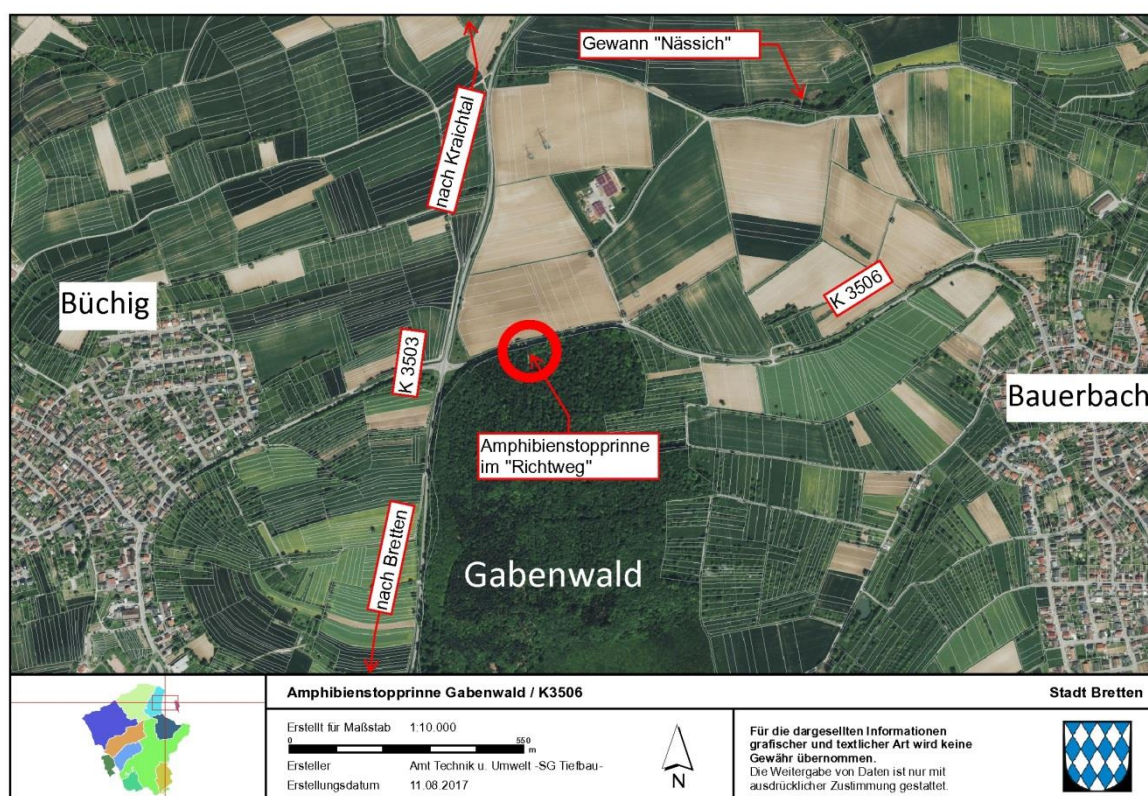 Gewann "Nässich"
nach Kraichtal
Büchig
K 3506
K 3503
Bauerbach
Amphibienstopprinne
im "Richtweg"
nach Bretten
Gabenwald
Amphibienstopprinne Gabenwald / K3506
Stadt Bretten
Erstellt für Maßstab 1:10.000
0 550
m
Ersteller Amt Technik u. Umwelt -SG Tiefbau-
Erstellungsdatum 11.08.2017
N
Für die dargesellten Informationen
grafischer und textlicher Art wird keine
Gewähr übernommen.
Die Weitergabe von Daten ist nur mit
ausdrücklicher Zustimmung gestattet.